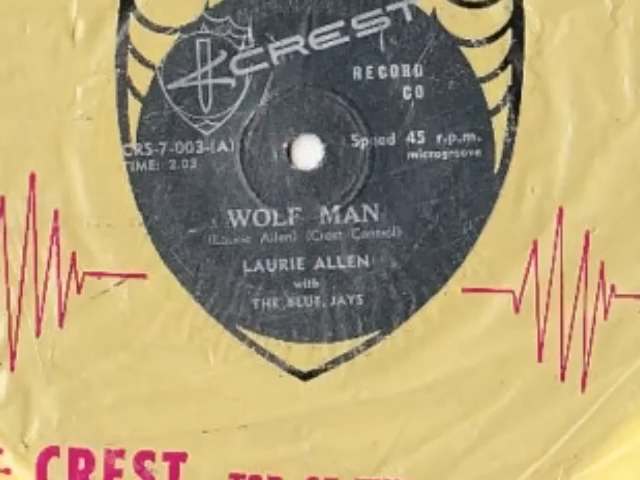 CREST
RECORD
CO
CRS-7-003-(A)
TIME: 2.03
Speed 45 r.p.m.
microgroove
WOLF MAN
(Laurie Allen) (Crest Control)
LAURIE ALLEN
with
THE BLUE JAYS
CREST